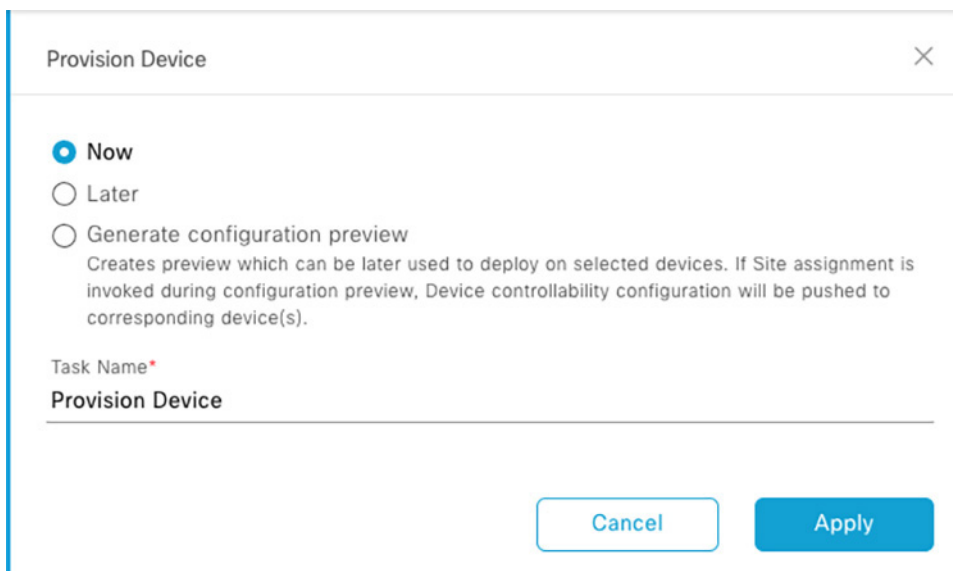 Provision Device
Now
Later
Generate configuration preview
Creates preview which can be later used to deploy on selected devices. If Site assignment is
invoked during configuration preview, Device controllability configuration will be pushed to
corresponding device(s).
Task Name*
Provision Device
Cancel
Apply